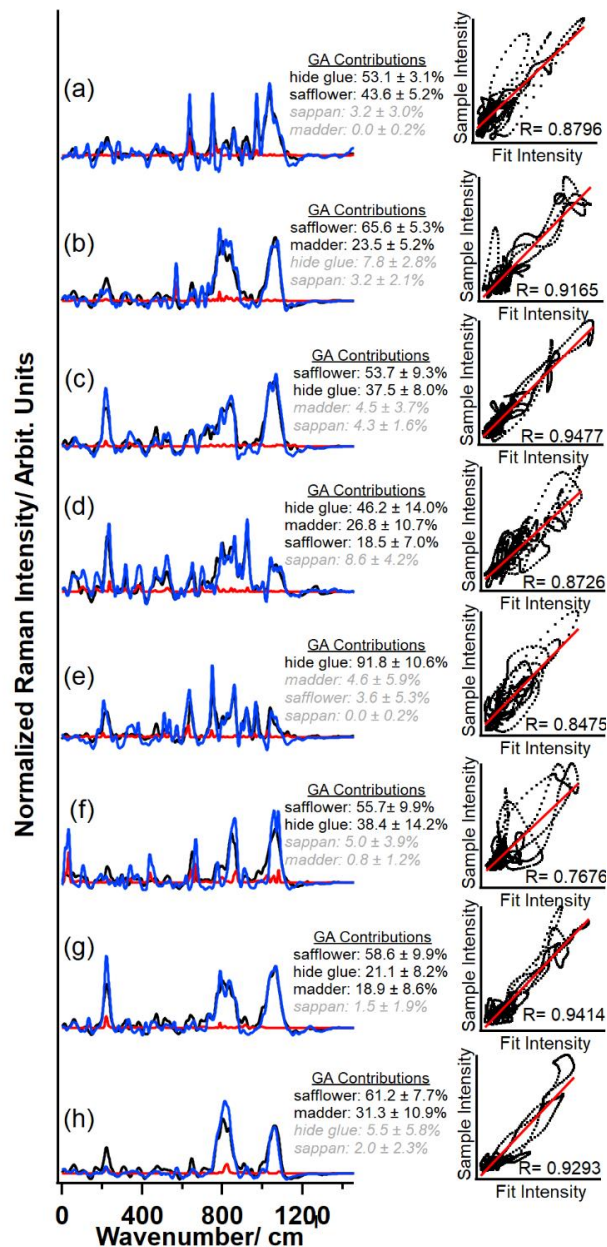 Normalized Raman Intensity/ Arbit. Units
(a)
GA Contributions
hide glue: 53.1 ± 3.1%
safflower: 43.6 ± 5.2%
sappan: 3.2 ± 3.0%
madder: 0.0 ± 0.2%
Sample Intensity
R= 0.8796
Fit Intensity
(b)
GA Contributions
safflower: 65.6 ± 5.3%
madder: 23.5 ± 5.2%
hide glue: 7.8 ± 2.8%
sappan: 3.2 ± 2.1%
Sample Intensity
R= 0.9165
Fit Intensity
(c)
GA Contributions
safflower: 53.7 ± 9.3%
hide glue: 37.5 ± 8.0%
madder: 4.5 ± 3.7%
sappan: 4.3 ± 1.6%
Sample Intensity
R= 0.9477
Fit Intensity
(d)
GA Contributions
hide glue: 46.2 ± 14.0%
madder: 26.8 ± 10.7%
safflower: 18.5 ± 7.0%
sappan: 8.6 ± 4.2%
Sample Intensity
R= 0.8726
Fit Intensity
(e)
GA Contributions
hide glue: 91.8 ± 10.6%
madder: 4.6 ± 5.9%
safflower: 3.6 ± 5.3%
sappan: 0.0 ± 0.2%
Sample Intensity
R= 0.8475
Fit Intensity
(f)
GA Contributions
safflower: 55.7± 9.9%
hide glue: 38.4 ± 14.2%
sappan: 5.0 ± 3.9%
madder: 0.8 ± 1.2%
Sample Intensity
R= 0.7676
Fit Intensity
(g)
GA Contributions
safflower: 58.6 ± 9.9%
hide glue: 21.1 ± 8.2%
madder: 18.9 ± 8.6%
sappan: 1.5 ± 1.9%
Sample Intensity
R= 0.9414
Fit Intensity
(h)
GA Contributions
safflower: 61.2 ± 7.7%
madder: 31.3 ± 10.9%
hide glue: 5.5 ± 5.8%
sappan: 2.0 ± 2.3%
Sample Intensity
R= 0.9293
Fit Intensity
0 400 800 1200
Wavenumber/ cm